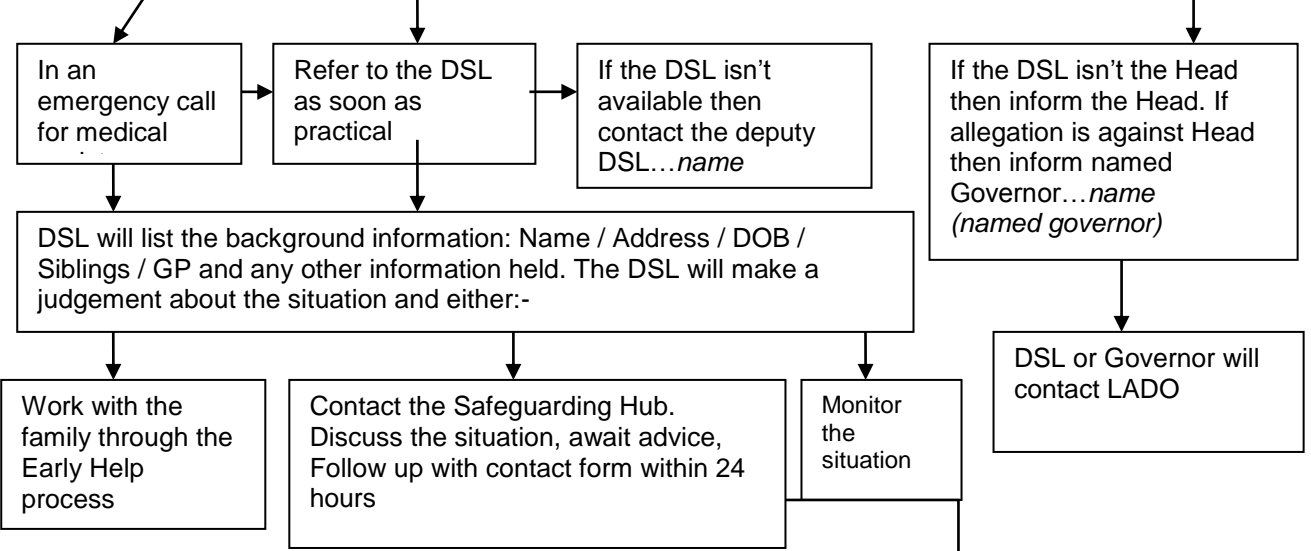 In an
emergency call
for medical
Refer to the DSL
as soon as
practical
If the DSL isn’t
available then
contact the deputy
DSL…name
If the DSL isn’t the Head
then inform the Head. If
allegation is against Head
then inform named
Governor…name
(named governor)
DSL will list the background information: Name / Address / DOB /
Siblings / GP and any other information held. The DSL will make a
judgement about the situation and either:-
DSL or Governor will
contact LADO
Work with the
family through the
Early Help
process
Contact the Safeguarding Hub.
Discuss the situation, await advice,
Follow up with contact form within 24
hours
Monitor
the
situation